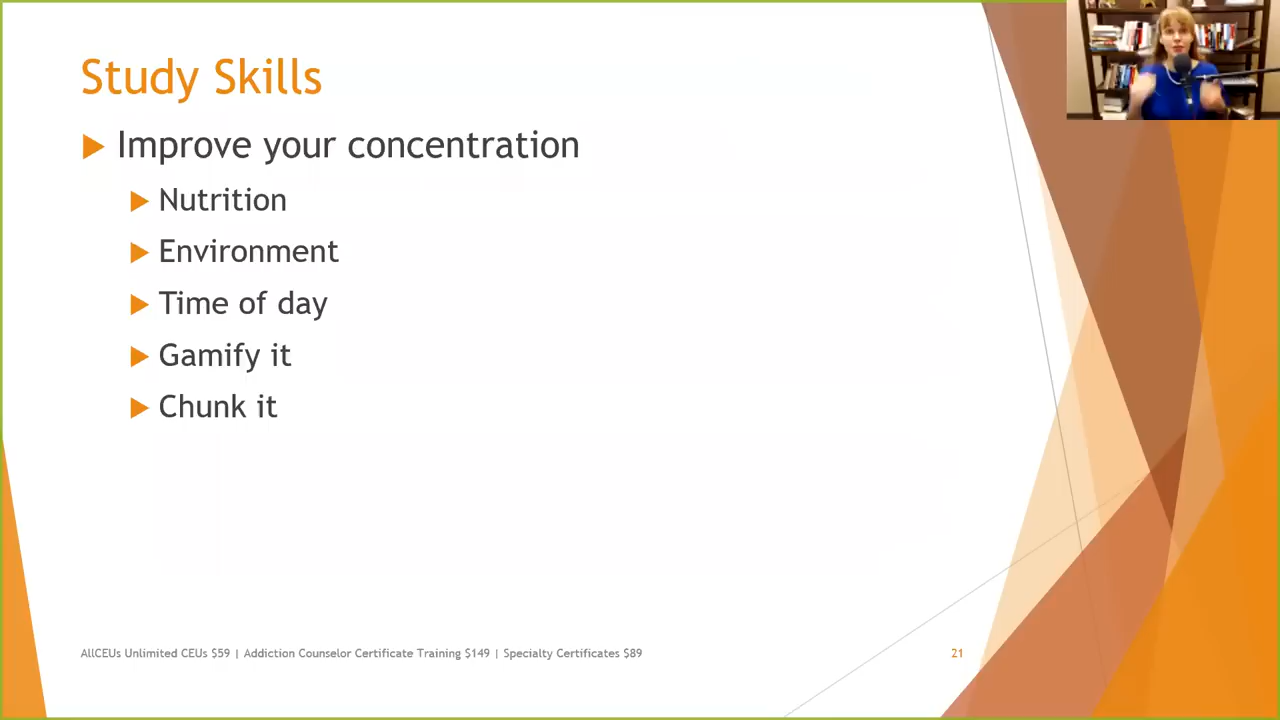 Study Skills
Improve your concentration
Nutrition
Environment
Time of day
Gamify it
Chunk it
AllCEUs Unlimited CEUs $59 | Addiction Counselor Certificate Training $149 | Specialty Certificates $89
21